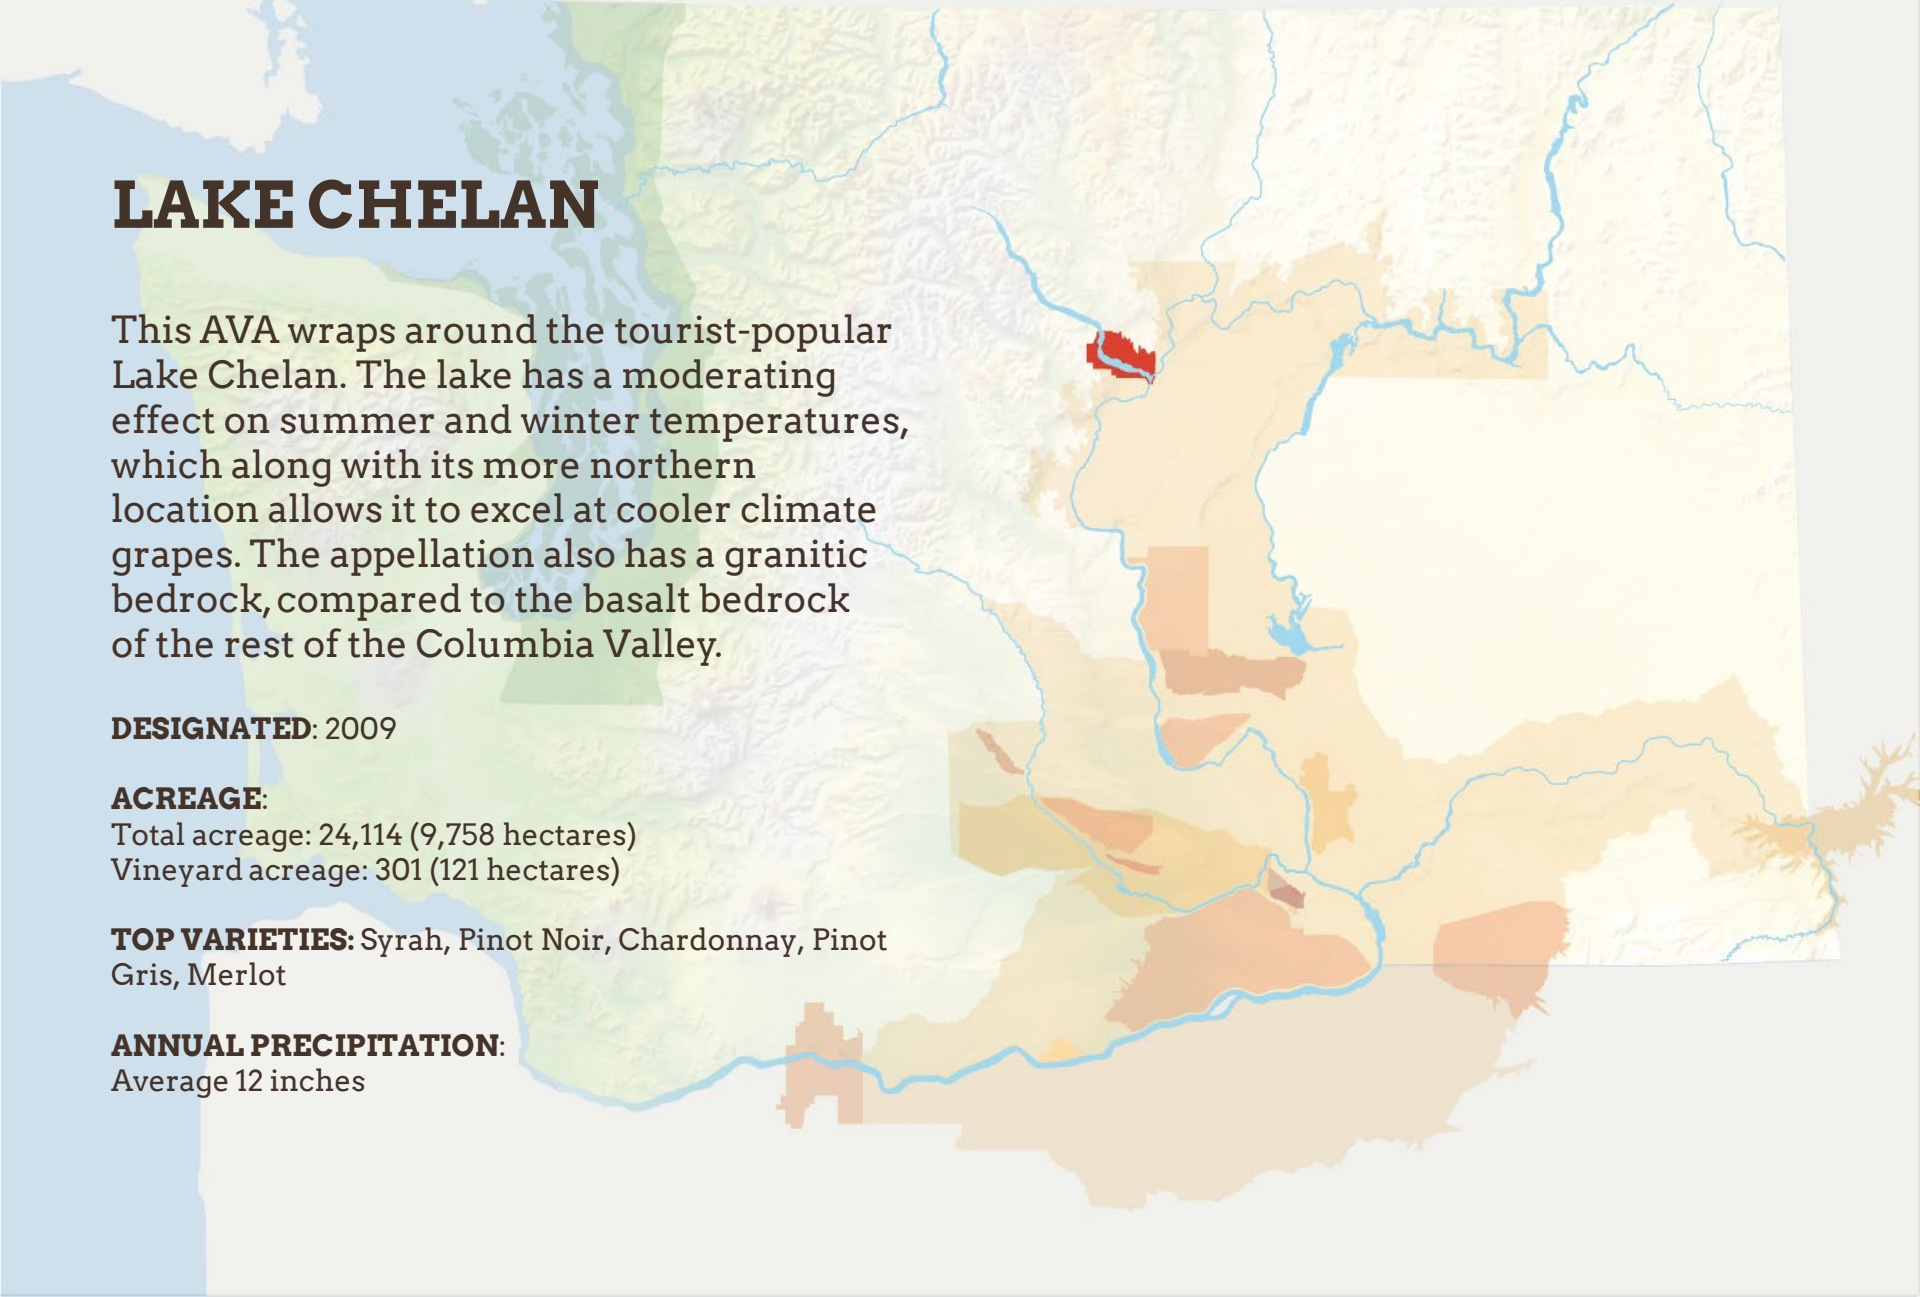 LAKE CHELAN
This AVA wraps around the tourist-popular
Lake Chelan. The lake has a moderating
effect on summer and winter temperatures,
which along with its more northern
location allows it to excel at cooler climate
grapes. The appellation also has a granitic
bedrock, compared to the basalt bedrock
of the rest of the Columbia Valley.
DESIGNATED: 2009
ACREAGE:
Total acreage: 24,114 (9,758 hectares)
Vineyard acreage: 301 (121 hectares)
TOP VARIETIES: Syrah, Pinot Noir, Chardonnay, Pinot
Gris, Merlot
ANNUAL PRECIPITATION:
Average 12 inches